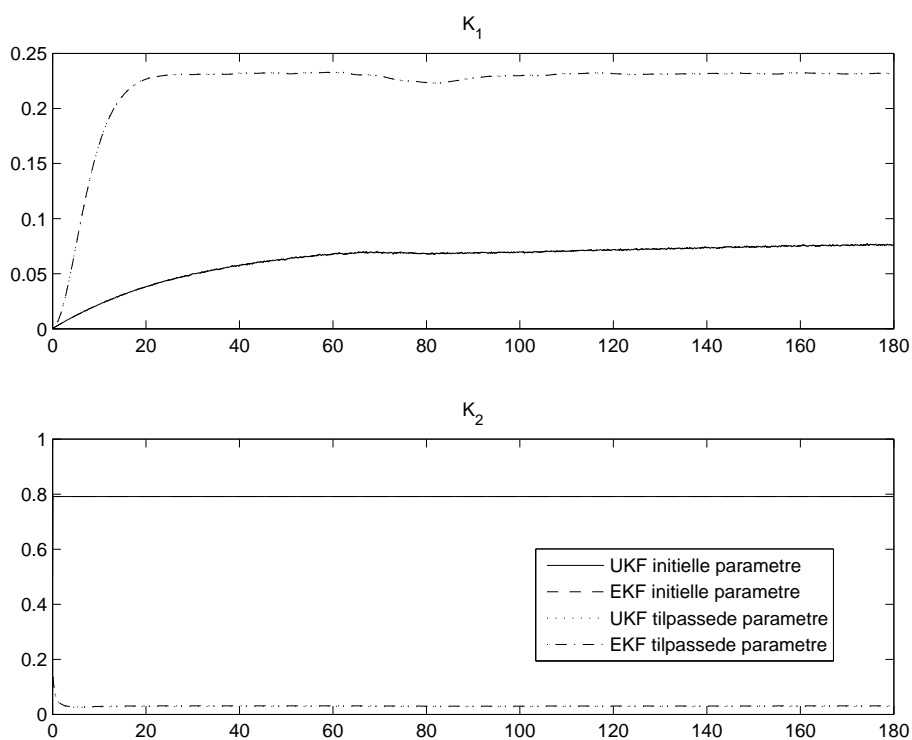 K1
0.25
0.2
0.15
0.1
0.05
0
0 20 40 60 80 100 120 140 160 180
K2
1
0.8
0.6
0.4
0.2
0
UKF initielle parametre
EKF initielle parametre
UKF tilpassede parametre
EKF tilpassede parametre
0 20 40 60 80 100 120 140 160 180